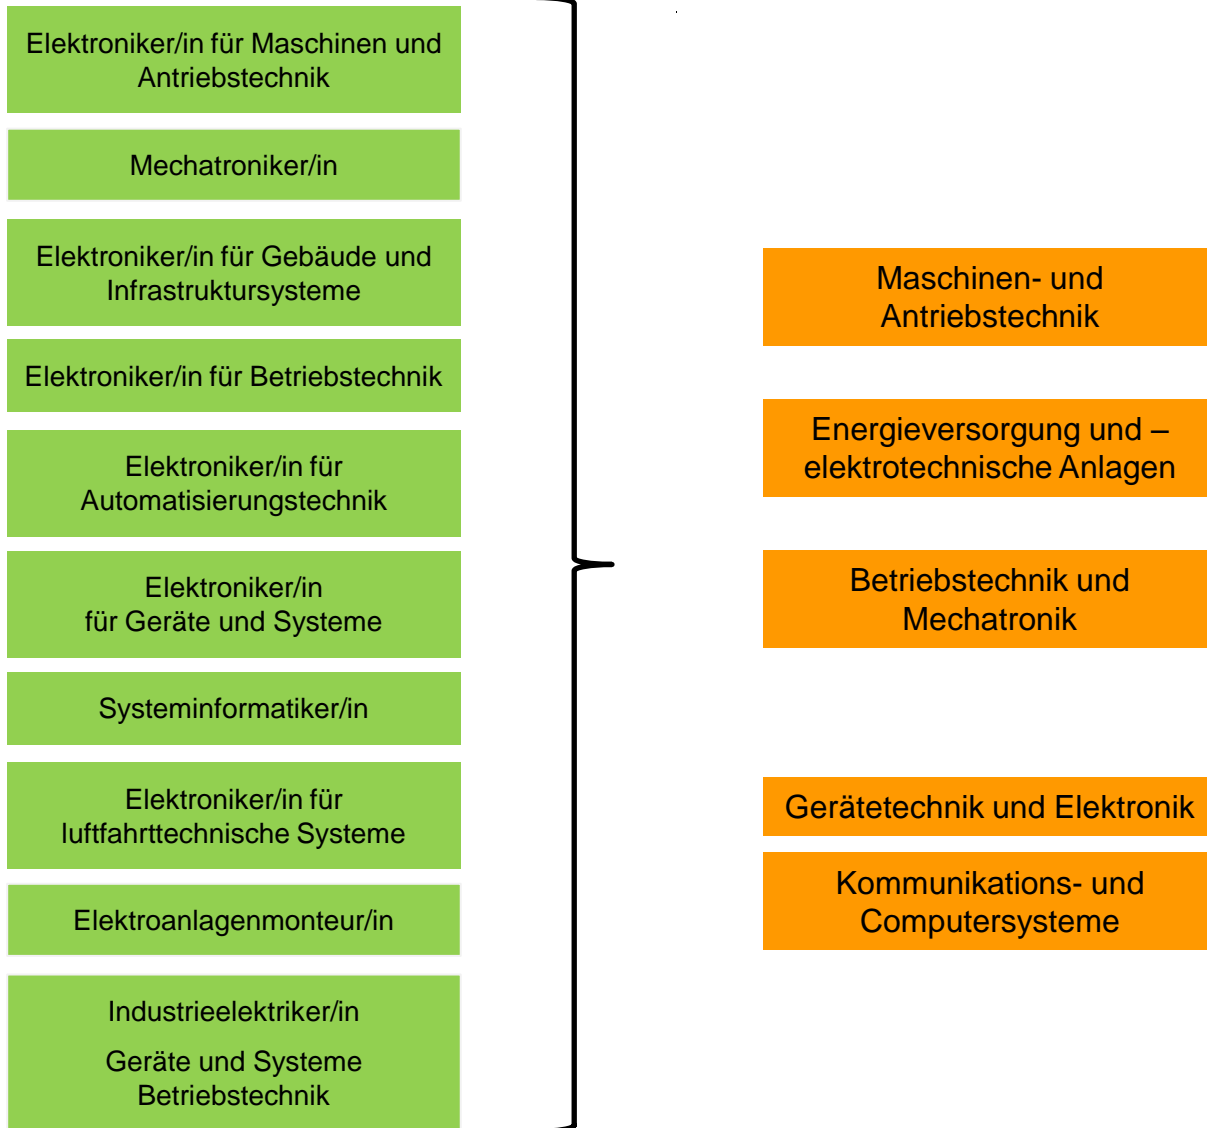 Elektroniker/in für Maschinen und
Antriebstechnik
Mechatroniker/in
Elektroniker/in für Gebäude und
Infrastruktursysteme
Elektroniker/in für Betriebstechnik
Elektroniker/in für
Automatisierungstechnik
Elektroniker/in
für Geräte und Systeme
Systeminformatiker/in
Elektroniker/in für
luftfahrttechnische Systeme
Elektroanlagenmonteur/in
Industrieelektriker/in
Geräte und Systeme
Betriebstechnik
Maschinen- und
Antriebstechnik
Energieversorgung und –
elektrotechnische Anlagen
Betriebstechnik und
Mechatronik
Gerätetechnik und Elektronik
Kommunikations- und
Computersysteme